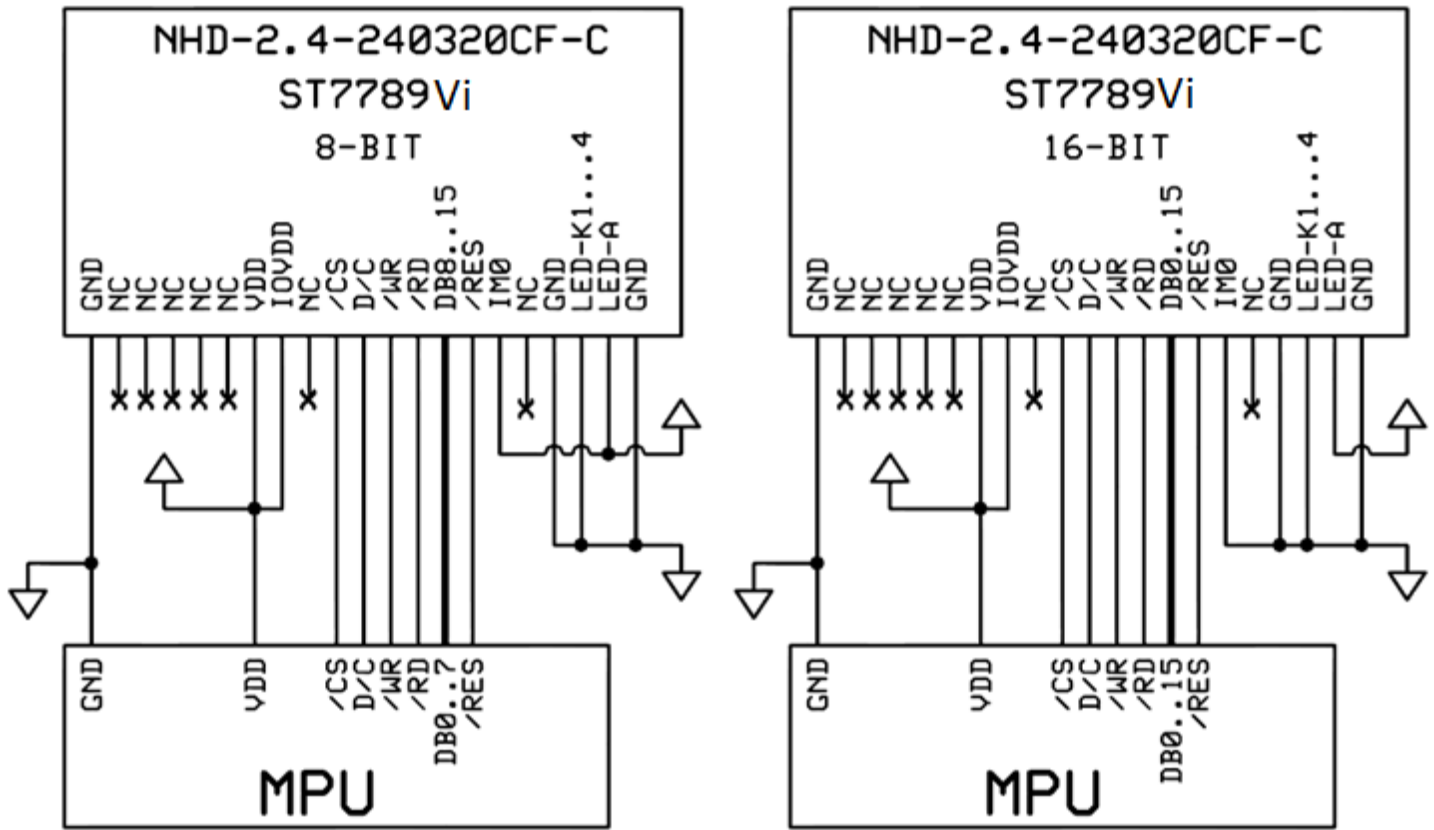 NHD-2.4-240320CF-C
ST7789Vi
8-BIT
GND
NC
NC
NC
NC
NC
VDD
IOVDD
NC
/CS
D/C
/WR
/RD
DB8..15
/RES
IM0
NC
GND
LED-K1...4
LED-A
GND
GND
VDD
/CS
D/C
/WR
/RD
DB0..7
/RES
MPU
NHD-2.4-240320CF-C
ST7789Vi
16-BIT
GND
NC
NC
NC
NC
NC
VDD
IOVDD
NC
/CS
D/C
/WR
/RD
DB0..15
/RES
IM0
NC
GND
LED-K1...4
LED-A
GND
GND
VDD
/CS
D/C
/WR
/RD
DB0..15
/RES
MPU